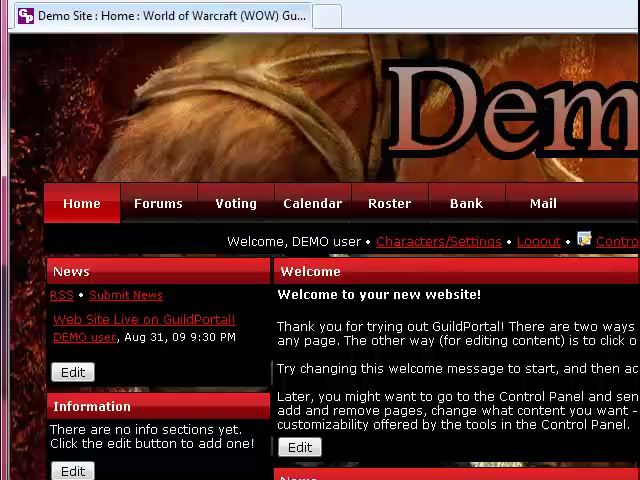 Demo Site : Home : World of Warcraft (WOW) Gu...
Dem
Home Forums Voting Calendar Roster Bank Mail
Welcome, DEMO user • Characters/Settings • Logout • Contro
News
RSS • Submit News
Web Site Live on GuildPortal!
DEMO user, Aug 31, 09 9:30 PM
Edit
Information
There are no info sections yet.
Click the edit button to add one!
Edit
Welcome
Welcome to your new website!
Thank you for trying out GuildPortal! There are two ways
any page. The other way (for editing content) is to click o
Try changing this welcome message to start, and then ac
Later, you might want to go to the Control Panel and sen
add and remove pages, change what content you want -
customizability offered by the tools in the Control Panel.
Edit